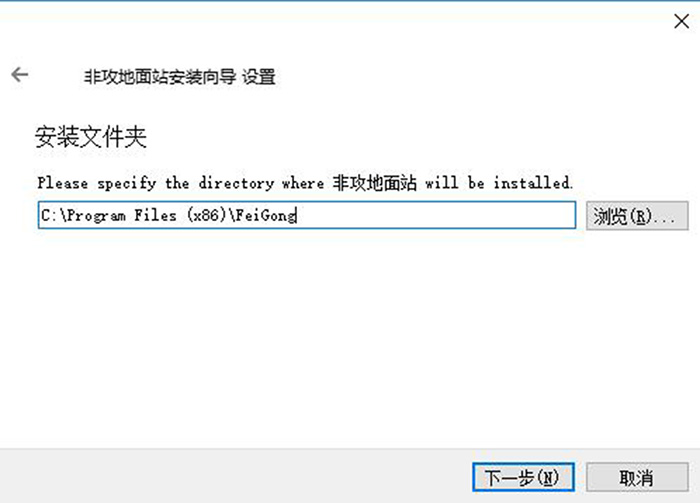 非攻地面站安装向导 设置
安装文件夹
Please specify the directory where 非攻地面站 will be installed.
C:\Program Files (x86)\FeiGong
浏览(R)...
下一步(N)
取消